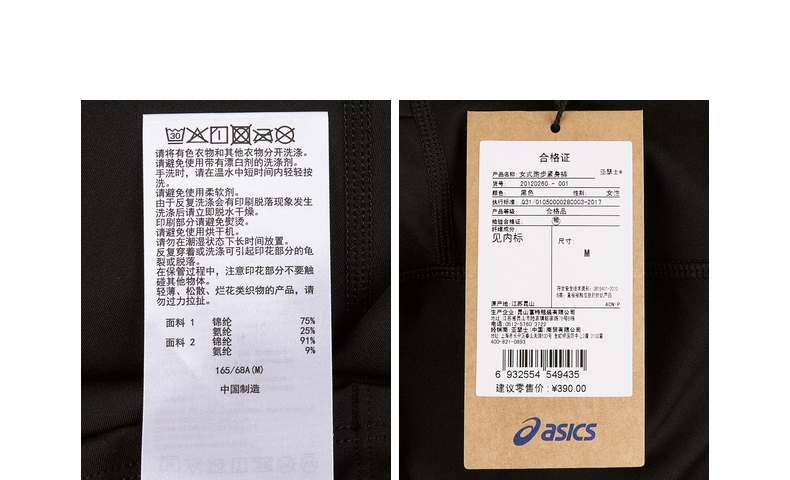 请将有色衣物和其他衣物分开洗涤。
请避免使用带有漂白剂的洗涤剂。
手洗时，请在温水中短时间内轻轻按
洗。
请避免使用柔软剂。
由于反复洗涤会有印刷脱落现象发生
洗涤后请立即脱水干燥。
印刷部分请避免熨烫。
请避免使用烘干机。
请勿在潮湿状态下长时间放置。
反复穿着或洗涤可引起印花部分的龟
裂或脱落。
在保管过程中，注意印花部分不要触
碰其他物体。
轻薄、松散、烂花类织物的产品，请
勿过力拉扯。
面料 1 锦纶 75%
氨纶 25%
面料 2 锦纶 91%
氨纶 9%
165/68A(M)
中国制造
合格证
产品名称: 女式跑步紧身裤 亚瑟士®
货号: 2012D260 - 001
颜色: 黑色 性别: 女性
执行标准: Q31/0105000280003-2017
产品等级: 合格品
检验合格证:
纤维成分:
见内标
尺寸
M
原产地: 江苏昆山
ACN-P
生产企业: 昆山富特服装有限公司
电话: 0512-5760 3722
经销商: 亚瑟士(中国)商贸有限公司
400-821-0893
6 932554 549435
建议零售价: ¥390.00
asics